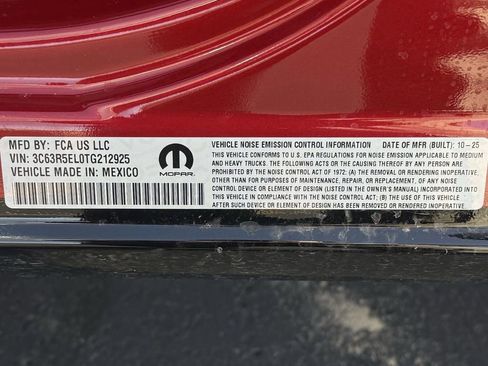 MFD BY: FCA US LLC
VIN: 3C63R5EL0TG212925
VEHICLE MADE IN: MEXICO
MOPAR
VEHICLE NOISE EMISSION CONTROL INFORMATION DATE OF MFR (BUILT): 10-25
THIS VEHICLE CONFORMS TO U.S. EPA REGULATIONS FOR NOISE EMISSION APPLICABLE TO MEDIUM
AND HEAVY TRUCKS. THE FOLLOWING ACTS OR THE CAUSING THEREOF BY ANY PERSON ARE
PROHIBITED BY THE NOISE CONTROL ACT OF 1972: (A) THE REMOVAL OR RENDERING
INOPERATIVE, OTHER THAN FOR PURPOSES OF MAINTENANCE, REPAIR, OR REPLACEMENT, OF ANY NOISE
CONTROL DEVICE OR ELEMENT OF DESIGN (LISTED IN THE OWNER'S MANUAL) INCORPORATED INTO THIS
VEHICLE IN COMPLIANCE WITH THE NOISE CONTROL ACT; (B) THE USE OF THIS VEHICLE
AFTER SUCH DEVICE OR ELEMENT OF DESIGN HAS BEEN REMOVED OR RENDERED INOPERATIVE